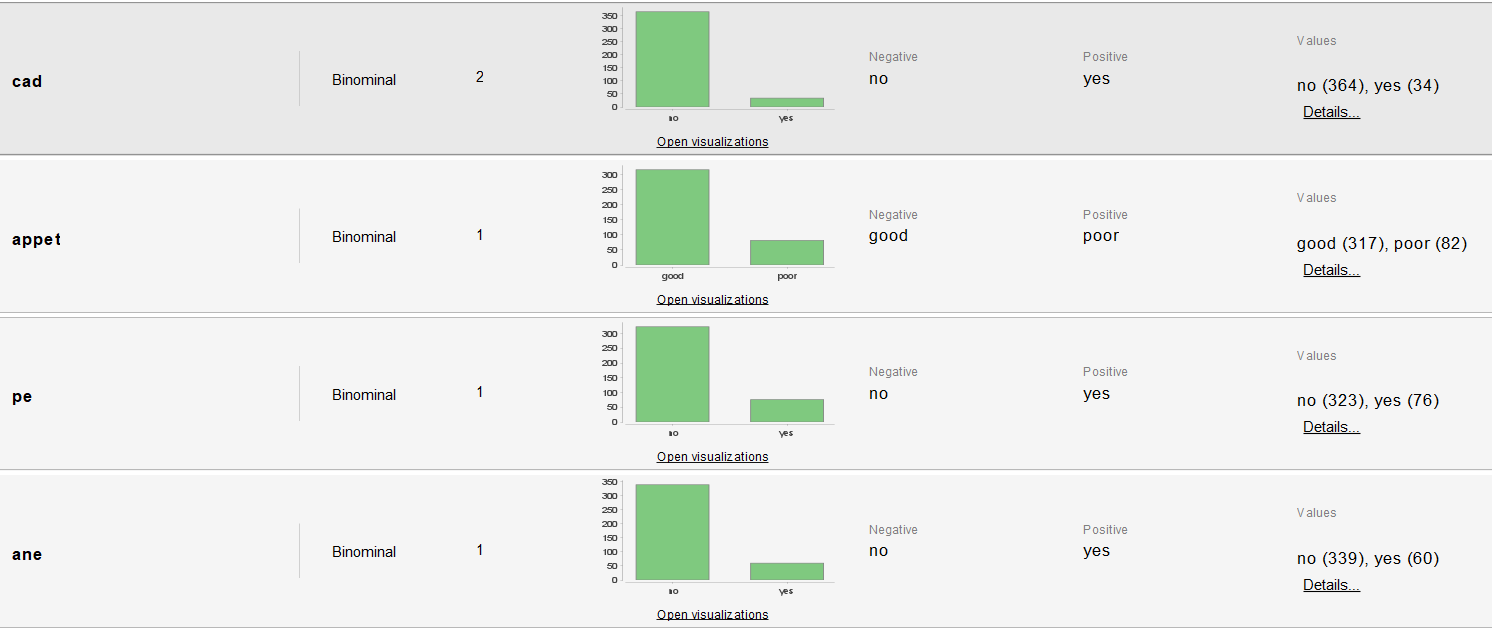 cad Binominal 2
350
300
250
200
150
100
50
0
no yes
Open visualizations
Negative
no
Positive
yes
Values
no (364), yes (34)
Details...
appet Binominal 1
300
250
200
150
100
50
0
good poor
Open visualizations
Negative
good
Positive
poor
Values
good (317), poor (82)
Details...
pe Binominal 1
300
250
200
150
100
50
0
no yes
Open visualizations
Negative
no
Positive
yes
Values
no (323), yes (76)
Details...
ane Binominal 1
350
300
250
200
150
100
50
0
no yes
Open visualizations
Negative
no
Positive
yes
Values
no (339), yes (60)
Details...